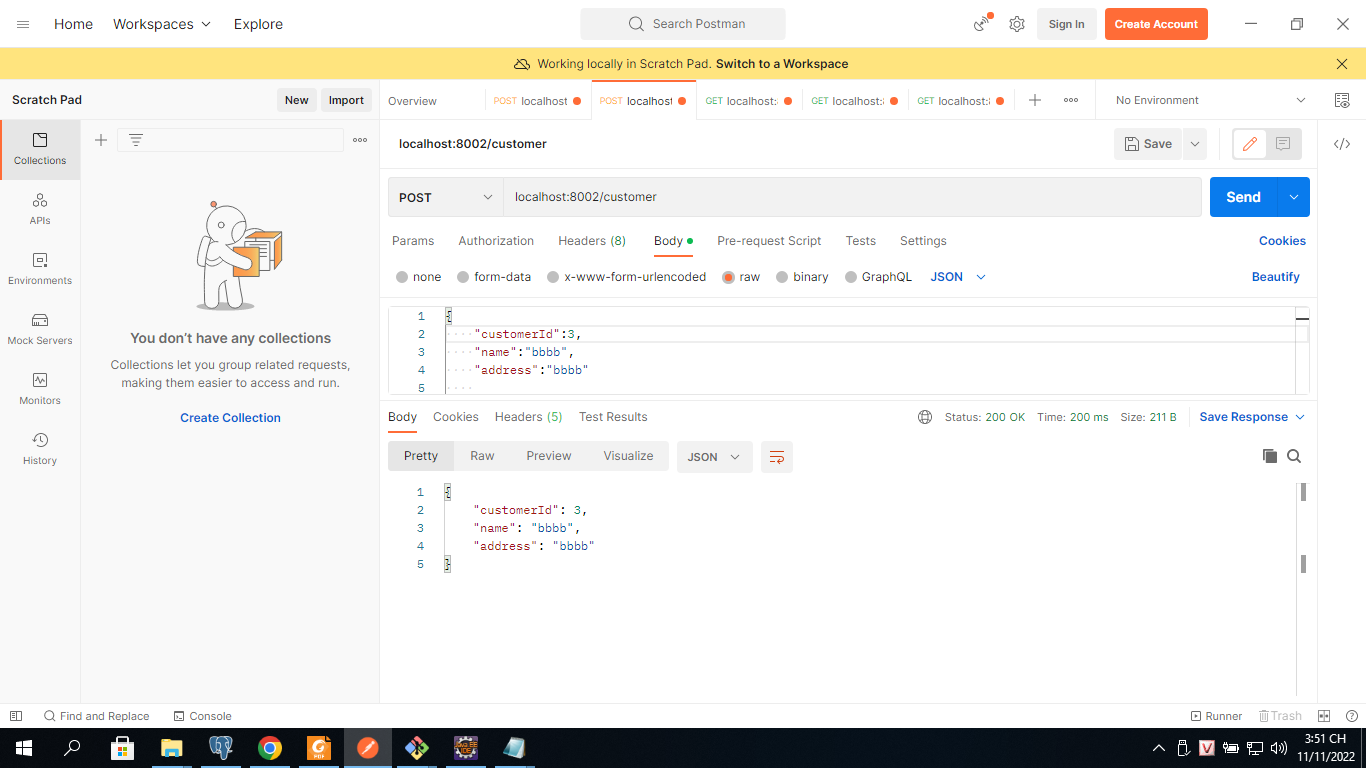 Home Workspaces Explore Search Postman Sign In Create Account
Working locally in Scratch Pad. Switch to a Workspace
Scratch Pad New Import Overview POST localhost POST localhost GET localhost: GET localhost: GET localhost: No Environment
Collections
APIs
Environments
Mock Servers
Monitors
History
You don't have any collections
Collections let you group related requests,
making them easier to access and run.
Create Collection
localhost:8002/customer Save
POST localhost:8002/customer Send
Params Authorization Headers (8) Body Pre-request Script Tests Settings Cookies
none form-data x-www-form-urlencoded raw binary GraphQL JSON Beautify
1 {
2 "customerId":3,
3 "name":"bbbb",
4 "address":"bbbb"
5
Body Cookies Headers (5) Test Results Status: 200 OK Time: 200 ms Size: 211 B Save Response
Pretty Raw Preview Visualize JSON
1 {
2 "customerId": 3,
3 "name": "bbbb",
4 "address": "bbbb"
5 }
Find and Replace Console Runner Trash
3:51 CH
11/11/2022